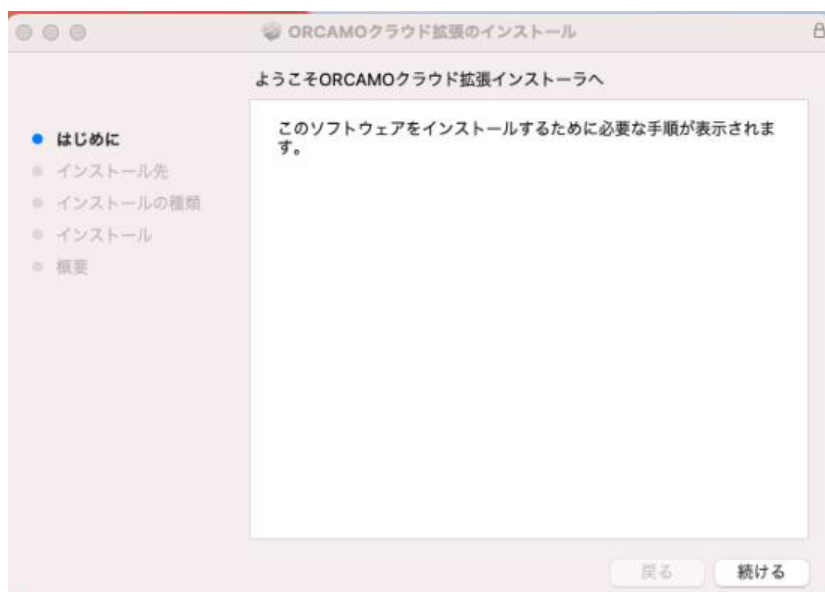 ORCAMOクラウド拡張のインストール
ようこそORCAMOクラウド拡張インストーラへ
はじめに
インストール先
インストールの種類
インストール
概要
このソフトウェアをインストールするために必要な手順が表示されま
す。
戻る
続ける